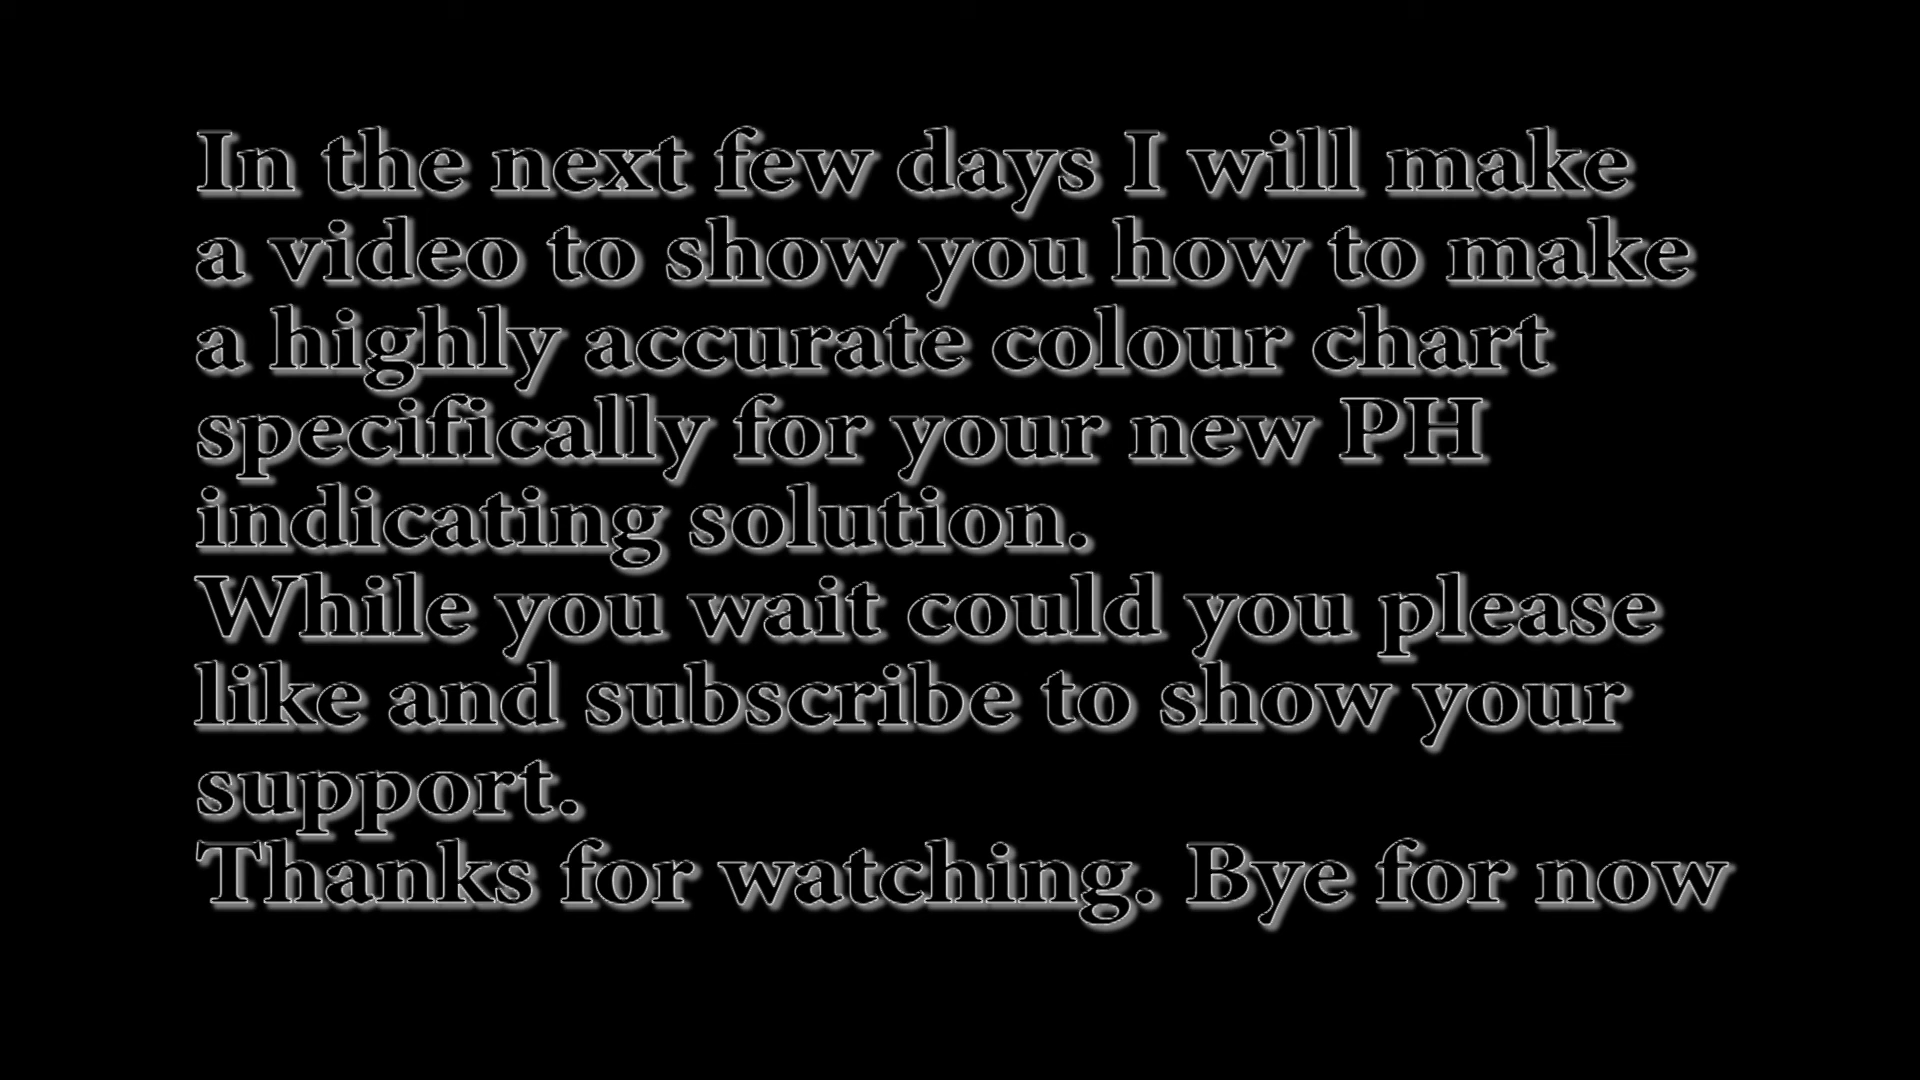 In the next few days I will make
a video to show you how to make
a highly accurate colour chart
specifically for your new PH
indicating solution.
While you wait could you please
like and subscribe to show your
support.
Thanks for watching. Bye for now